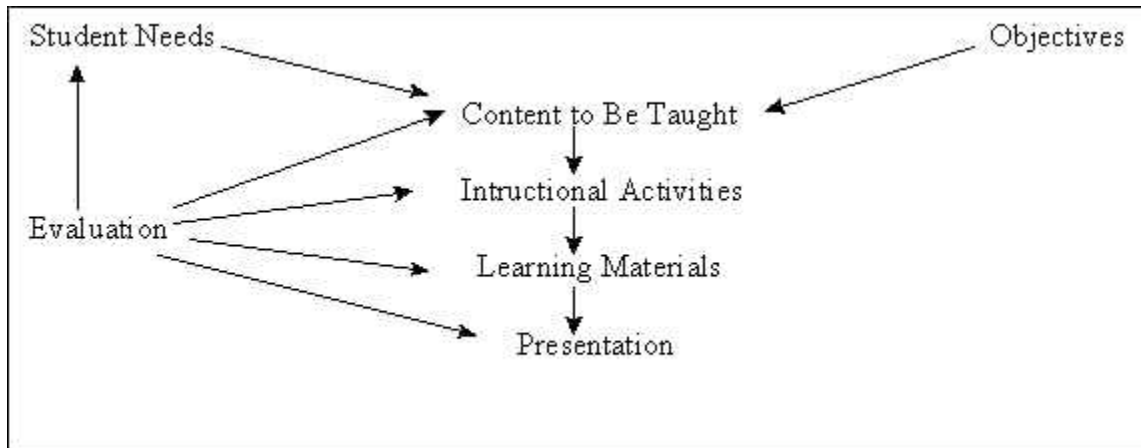 Student Needs
Objectives
Content to Be Taught
Intructional Activities
Evaluation
Learning Materials
Presentation